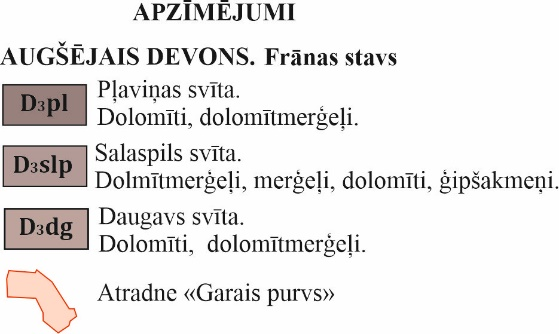 APZĪMĒJUMI
AUGŠĒJAIS DEVONS. Frānas stavs
D3pl
Pļaviņas svīta.
Dolomīti, dolomītmerģeļi.
D3slp
Salaspils svīta.
Dolmītmerģeļi, merģeļi, dolomīti, ģipšakmeņi.
D3dg
Daugavs svīta.
Dolomīti, dolomītmerģeļi.
Atradne «Garais purvs»